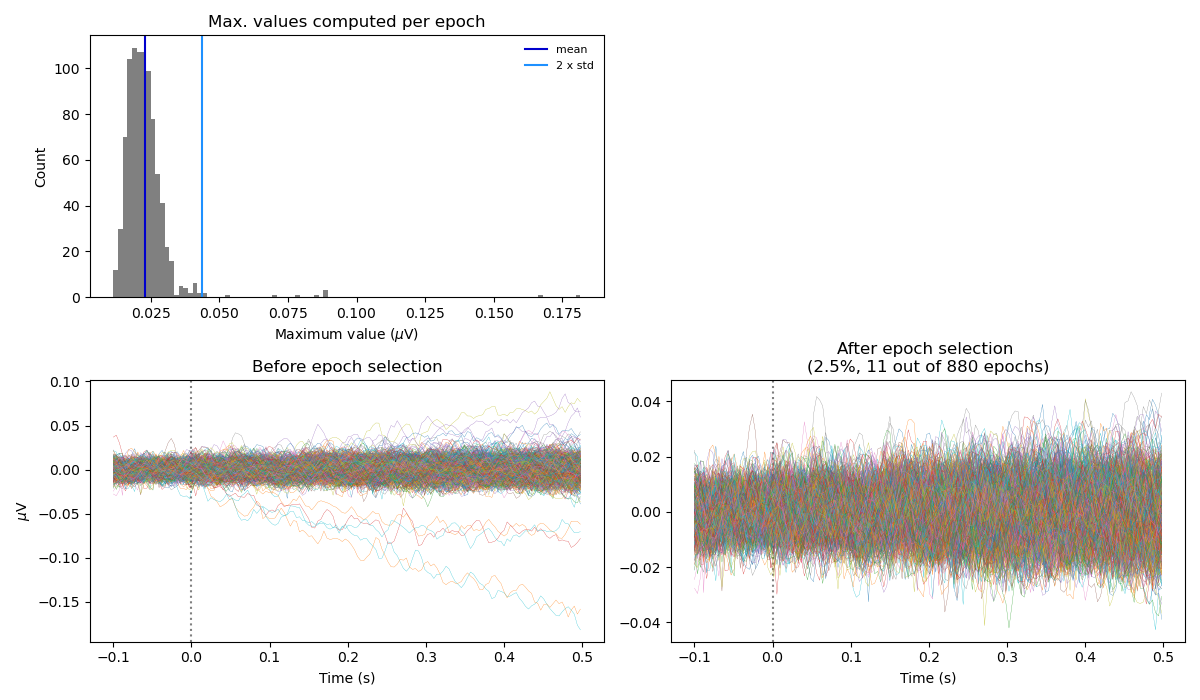 Max. values computed per epoch
mean
2 x std
Count
100
80
60
40
20
0
0.025 0.050 0.075 0.100 0.125 0.150 0.175
Maximum value (μV)
Before epoch selection
μV
0.10
0.05
0.00
−0.05
−0.10
−0.15
−0.1 0.0 0.1 0.2 0.3 0.4 0.5
Time (s)
After epoch selection
(2.5%, 11 out of 880 epochs)
0.04
0.02
0.00
−0.02
−0.04
−0.1 0.0 0.1 0.2 0.3 0.4 0.5
Time (s)